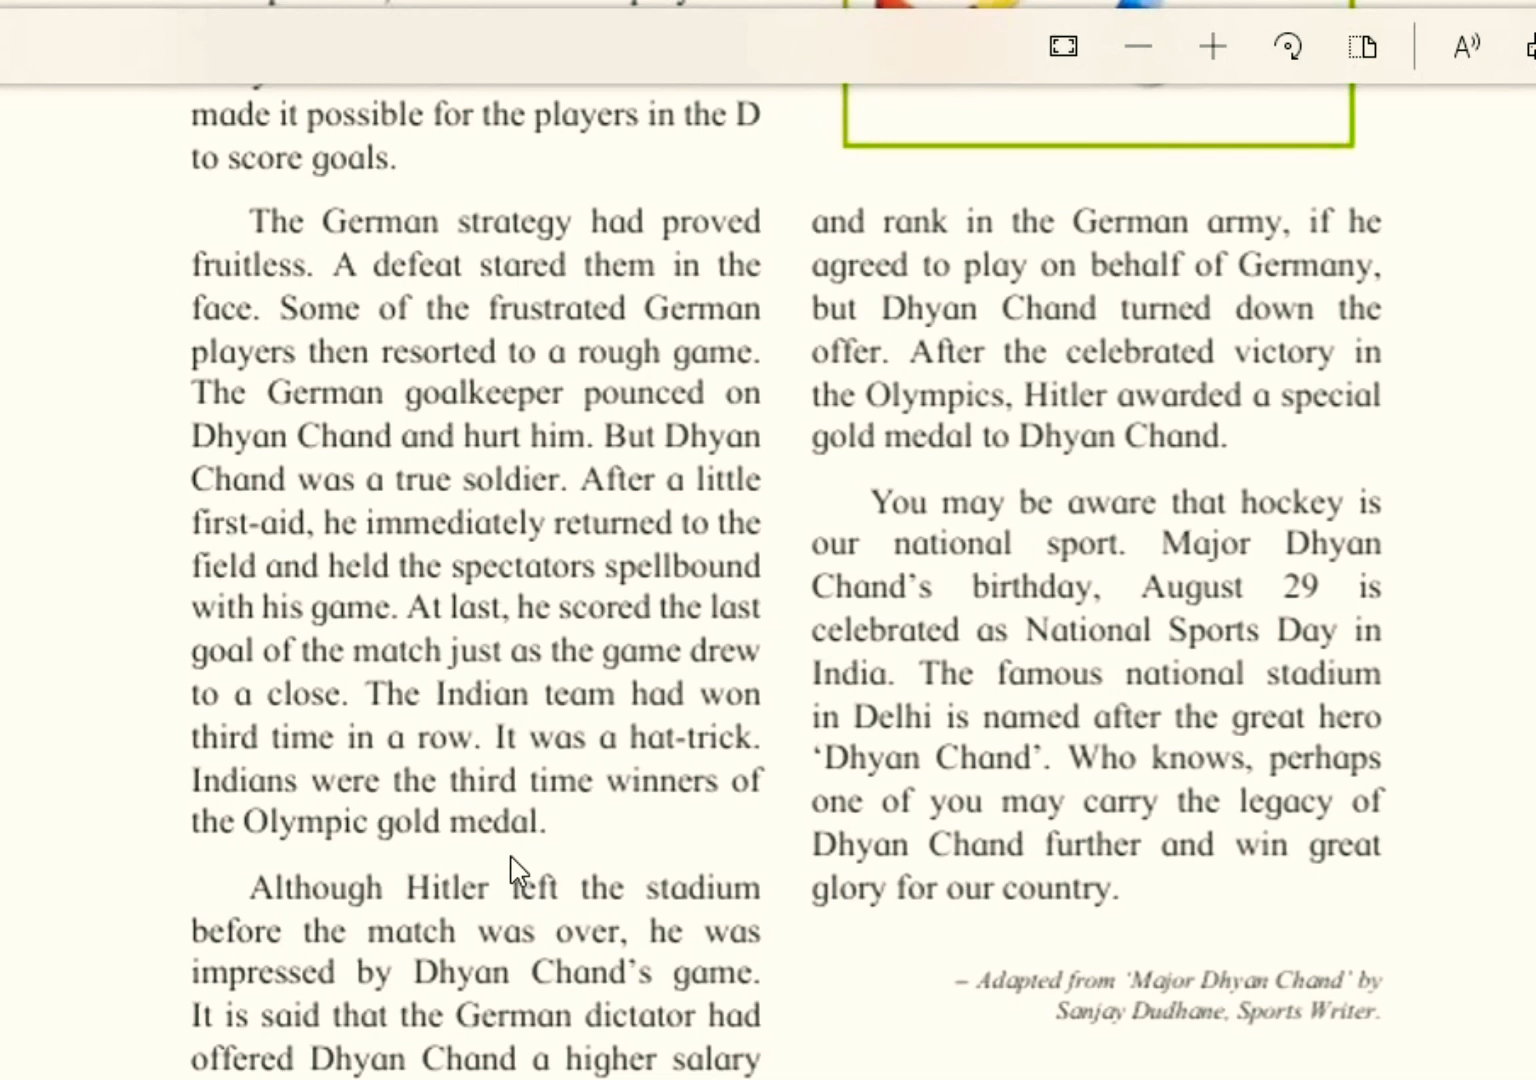 made it possible for the players in the D
to score goals.
The German strategy had proved
fruitless. A defeat stared them in the
face. Some of the frustrated German
players then resorted to a rough game.
The German goalkeeper pounced on
Dhyan Chand and hurt him. But Dhyan
Chand was a true soldier. After a little
first-aid, he immediately returned to the
field and held the spectators spellbound
with his game. At last, he scored the last
goal of the match just as the game drew
to a close. The Indian team had won
third time in a row. It was a hat-trick.
Indians were the third time winners of
the Olympic gold medal.
Although Hitler left the stadium
before the match was over, he was
impressed by Dhyan Chand's game.
It is said that the German dictator had
offered Dhyan Chand a higher salary
and rank in the German army, if he
agreed to play on behalf of Germany,
but Dhyan Chand turned down the
offer. After the celebrated victory in
the Olympics, Hitler awarded a special
gold medal to Dhyan Chand.
You may be aware that hockey is
our national sport. Major Dhyan
Chand's birthday, August 29 is
celebrated as National Sports Day in
India. The famous national stadium
in Delhi is named after the great hero
‘Dhyan Chand’. Who knows, perhaps
one of you may carry the legacy of
Dhyan Chand further and win great
glory for our country.
– Adapted from ‘Major Dhyan Chand’ by
Sanjay Dudhane, Sports Writer.